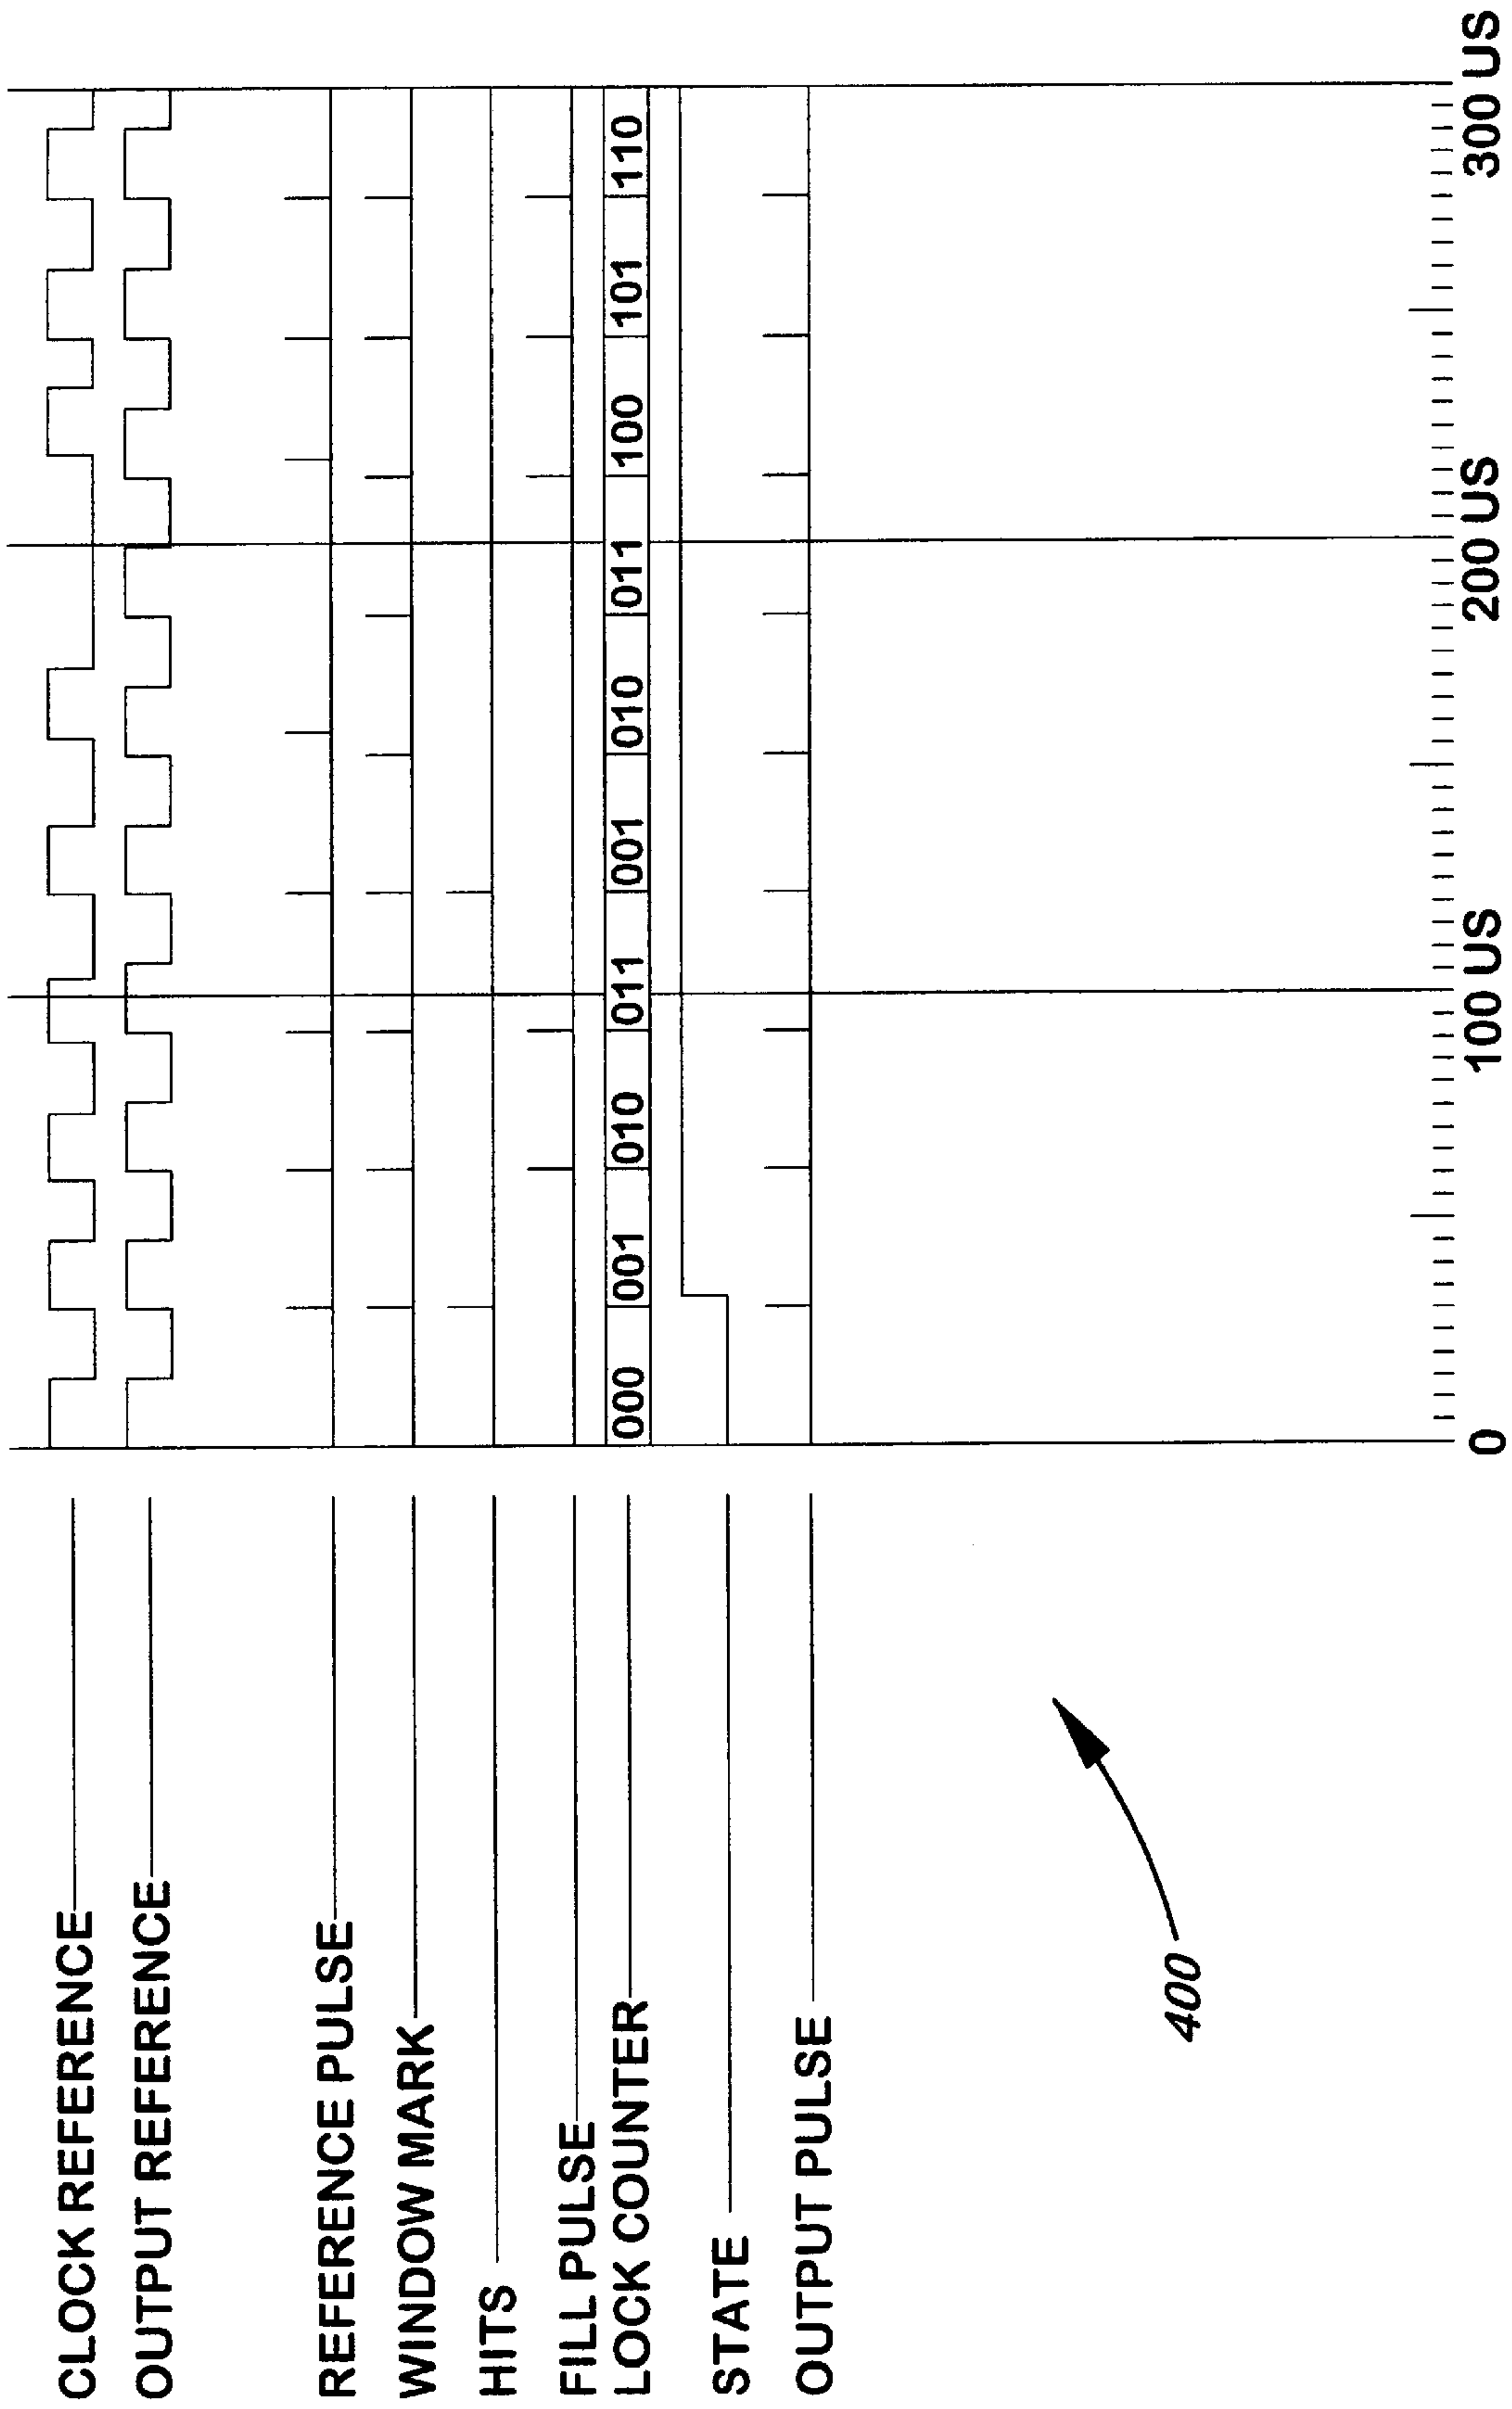 CLOCK REFERENCE
OUTPUT REFERENCE
REFERENCE PULSE
WINDOW MARK
HITS
FILL PULSE
LOCK COUNTER
000 001 010 011 001 010 011 100 101 110
STATE
OUTPUT PULSE
0 100 US 200 US 300 US
400